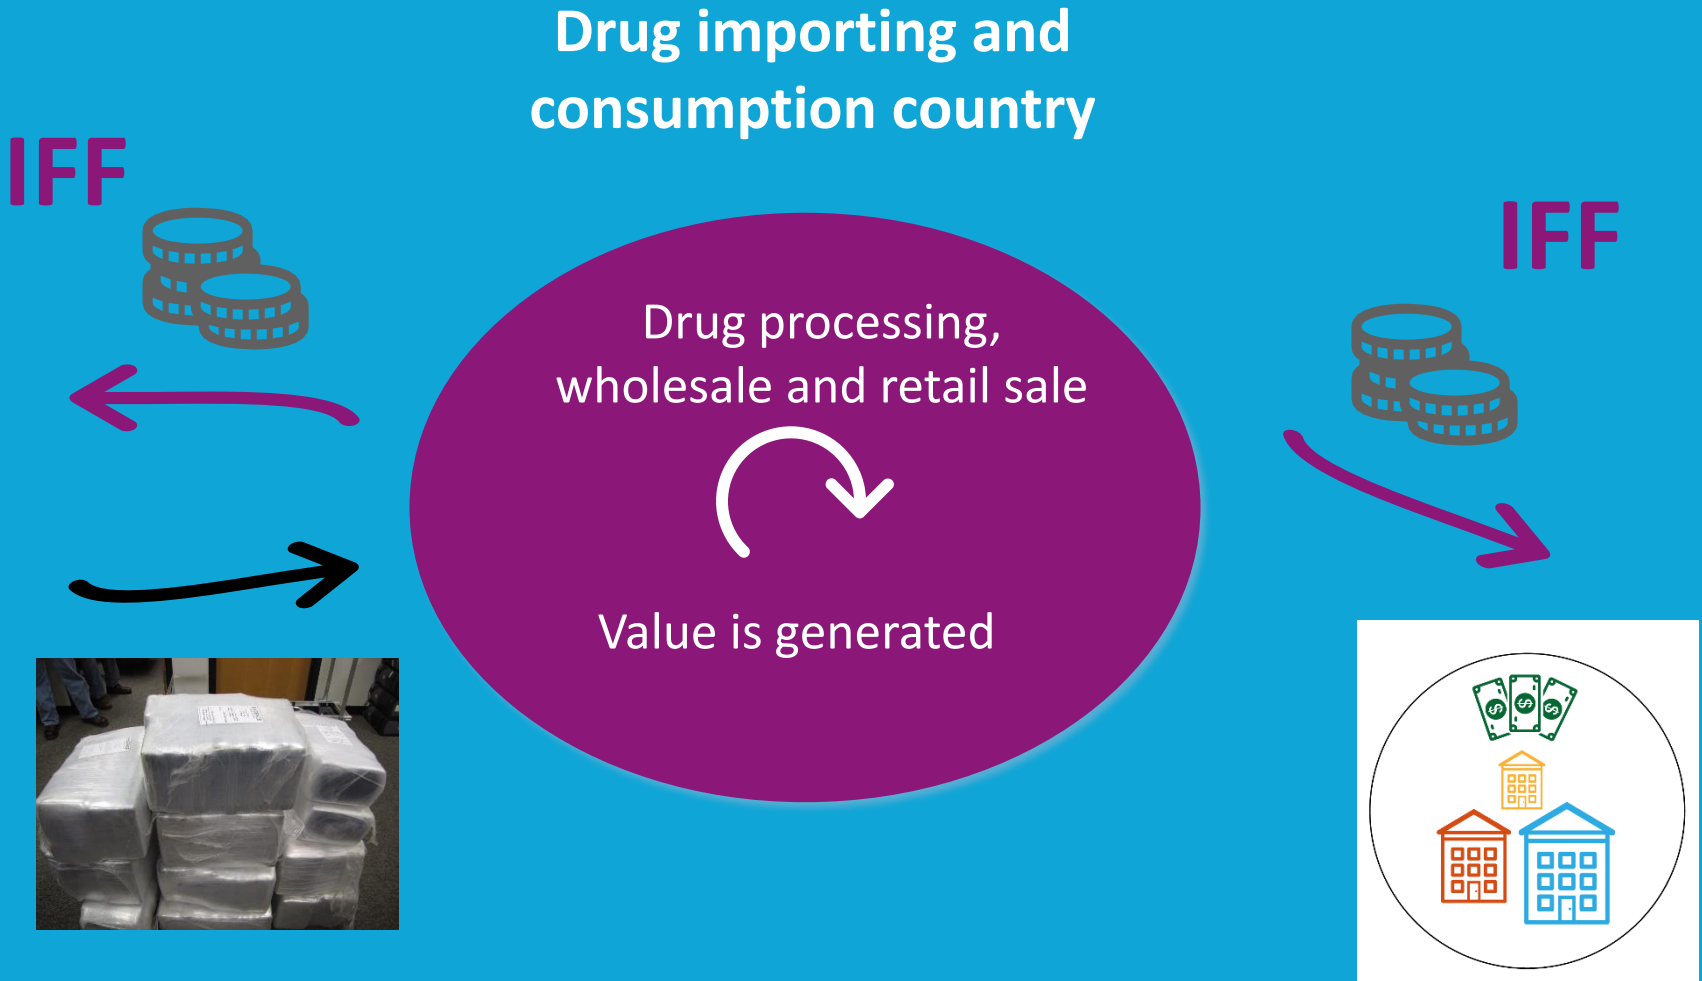 Drug importing and
consumption country
IFF
IFF
Drug processing,
wholesale and retail sale
Value is generated